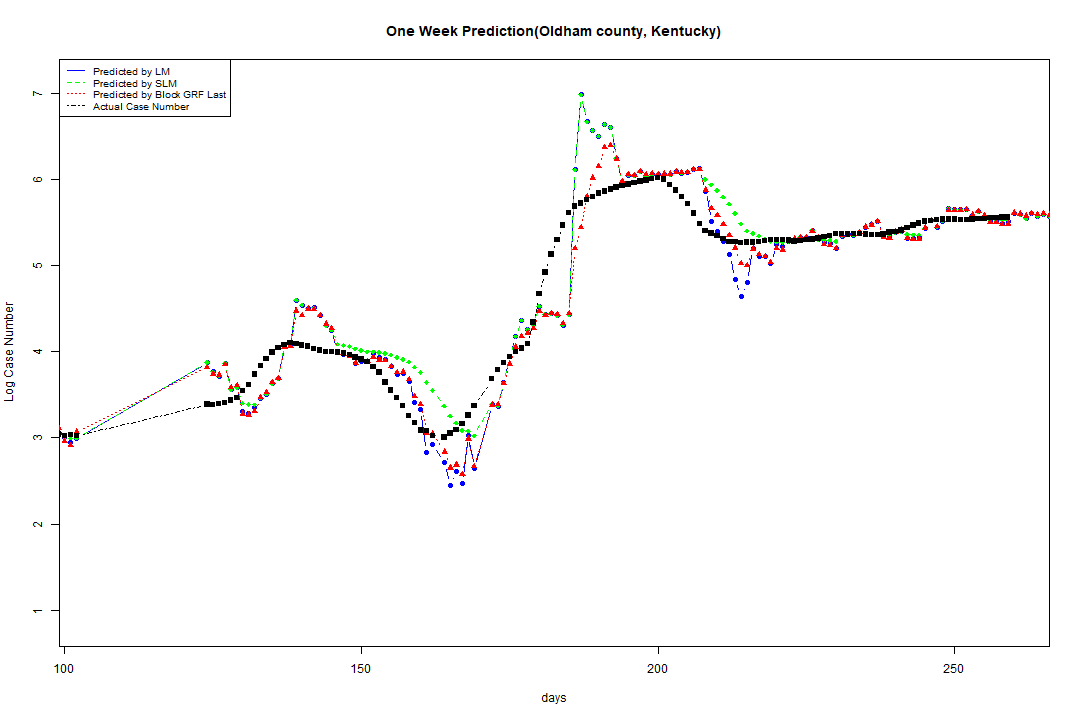 One Week Prediction(Oldham county, Kentucky)
Predicted by LM
Predicted by SLM
Predicted by Block GRF Last
Actual Case Number
7
6
5
4
3
2
1
Log Case Number
100 150 200 250
days